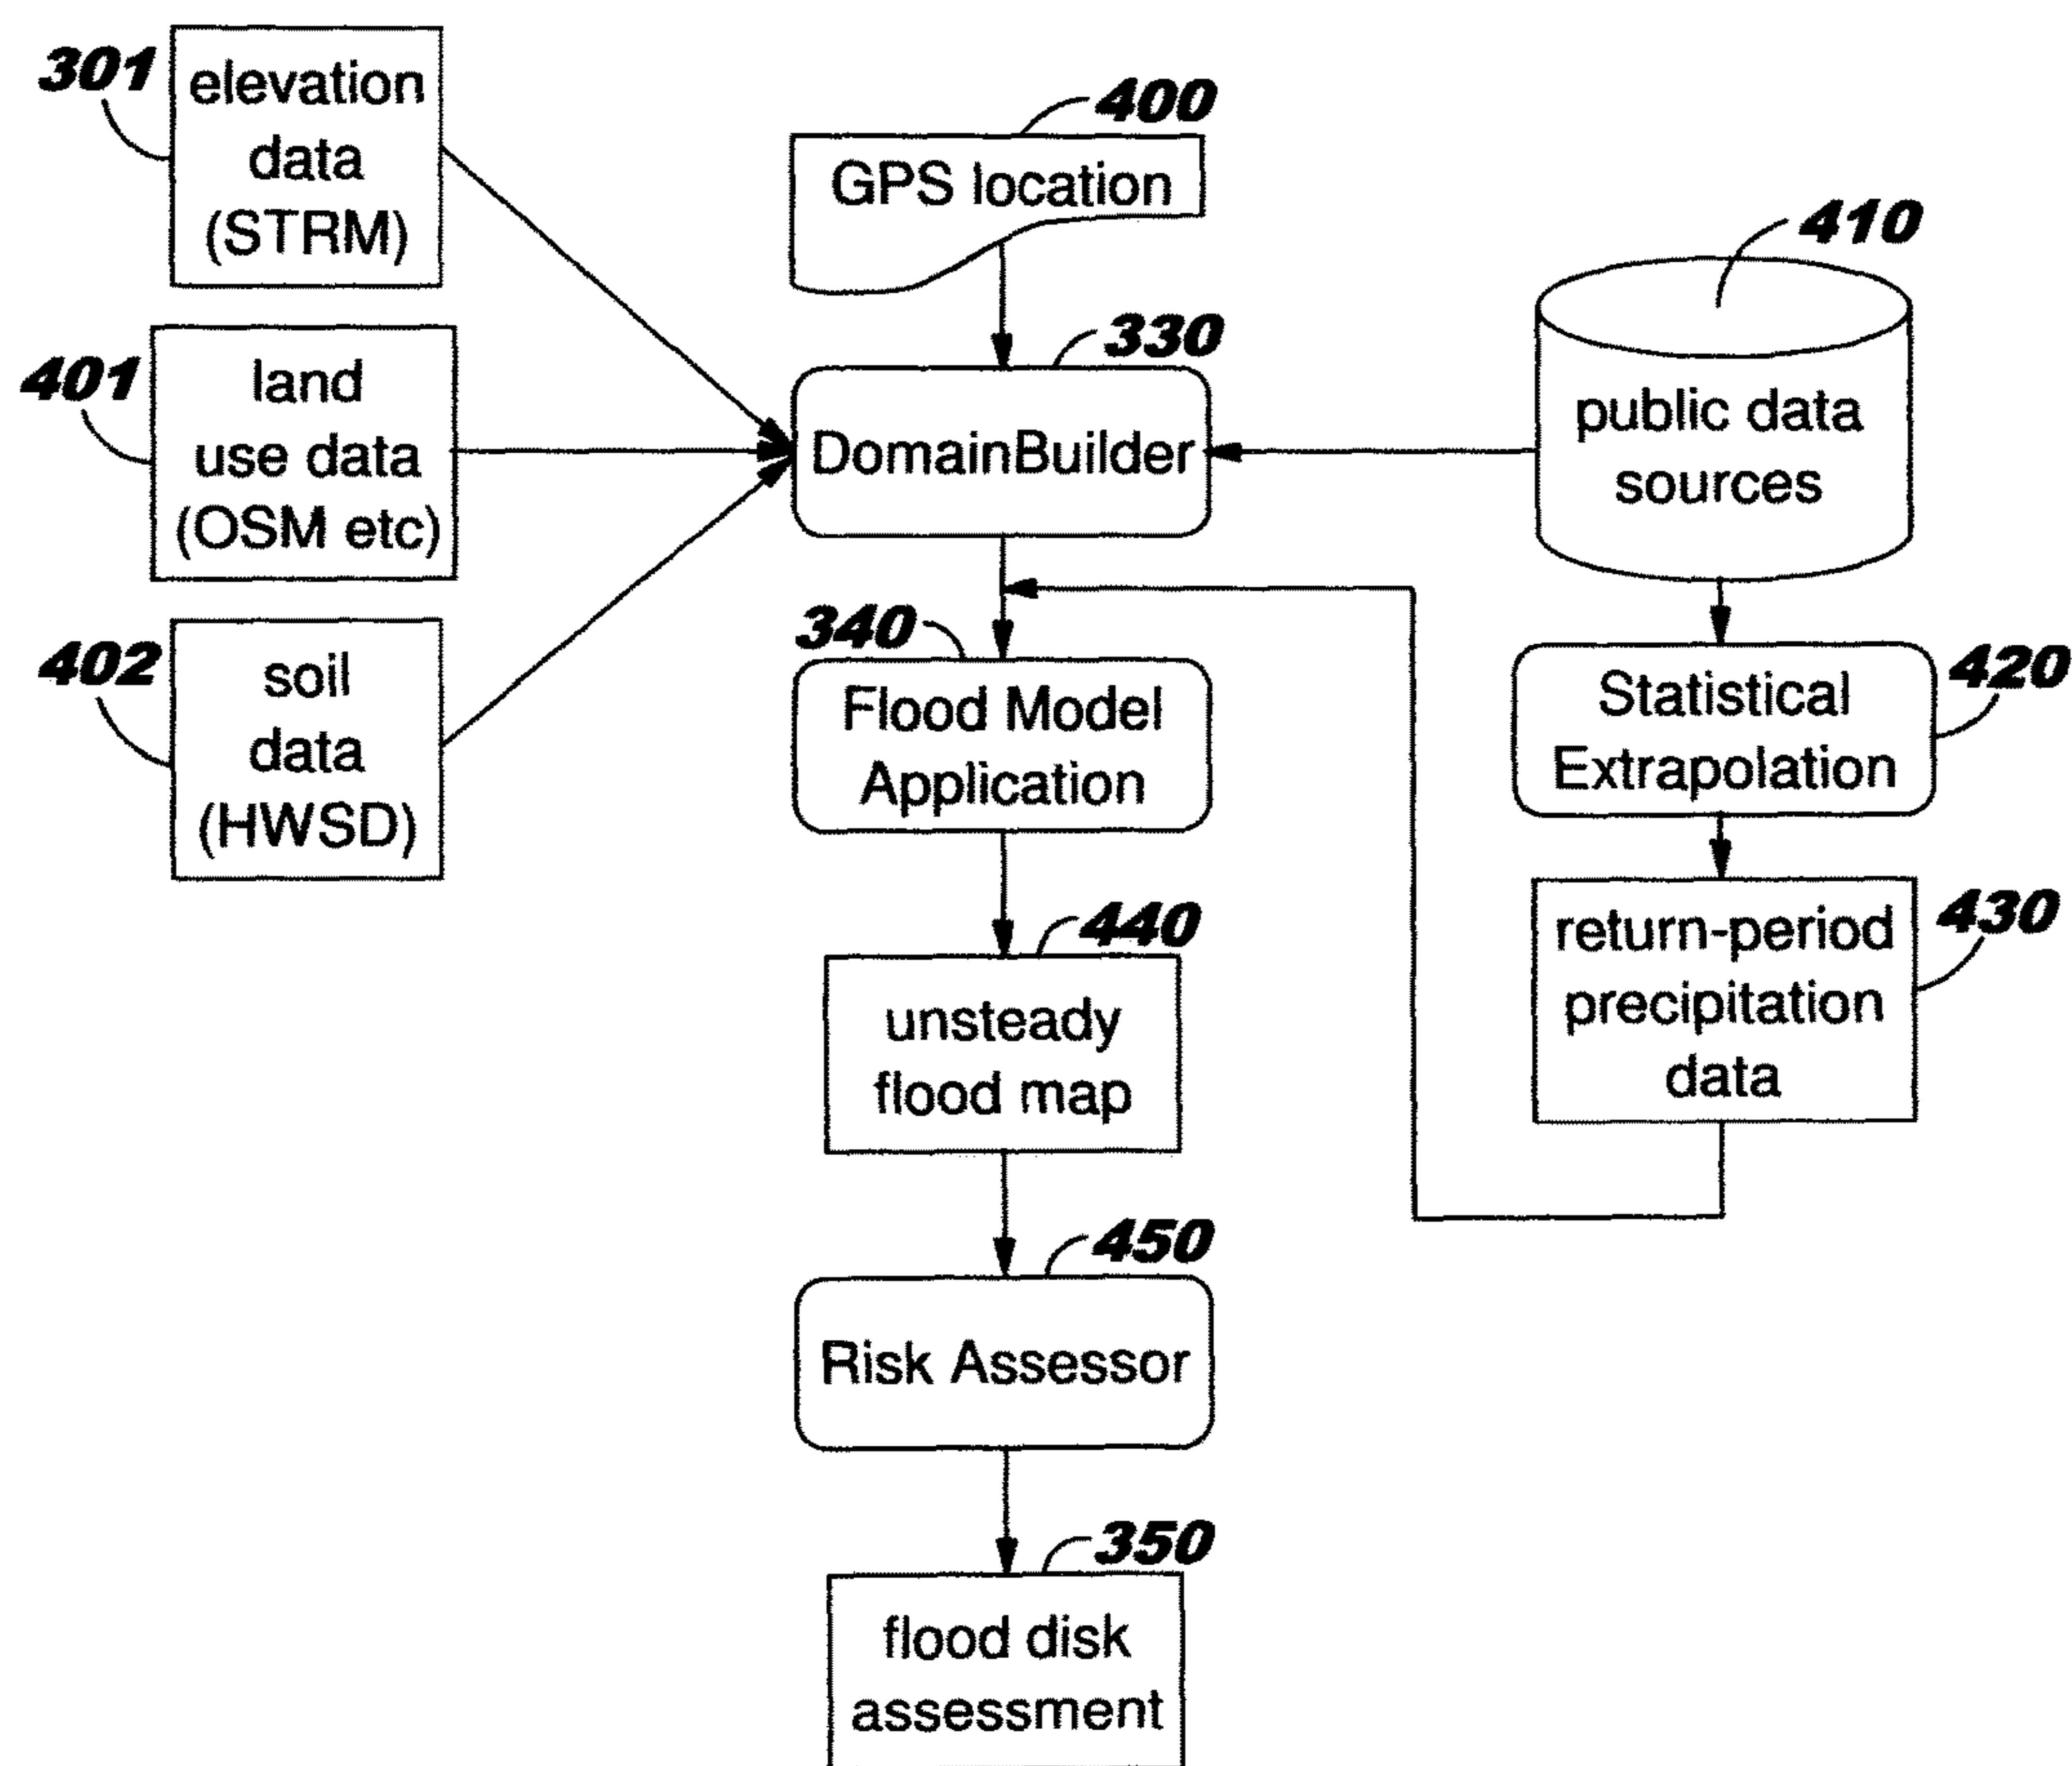 301
elevation
data
(STRM)
400
GPS location
410
public data
sources
401
land
use data
(OSM etc)
330
DomainBuilder
402
soil
data
(HWSD)
340
Flood Model
Application
420
Statistical
Extrapolation
430
return-period
precipitation
data
440
unsteady
flood map
450
Risk Assessor
350
flood disk
assessment